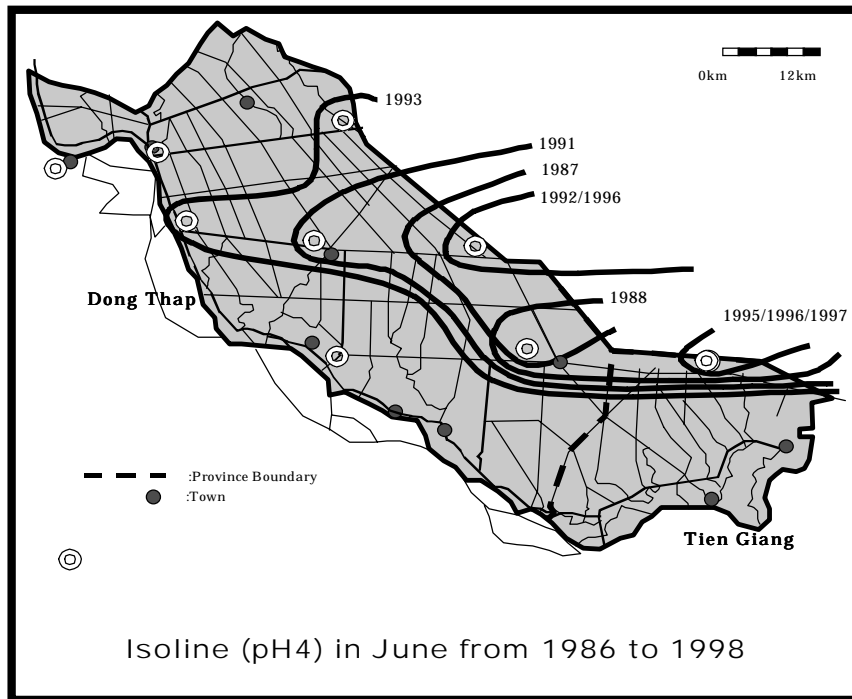 0km 12km
1993
1991
1987
1992/1996
Dong Thap
1988
1995/1996/1997
:Province Boundary
:Town
Tien Giang
Isoline (pH4) in June from 1986 to 1998